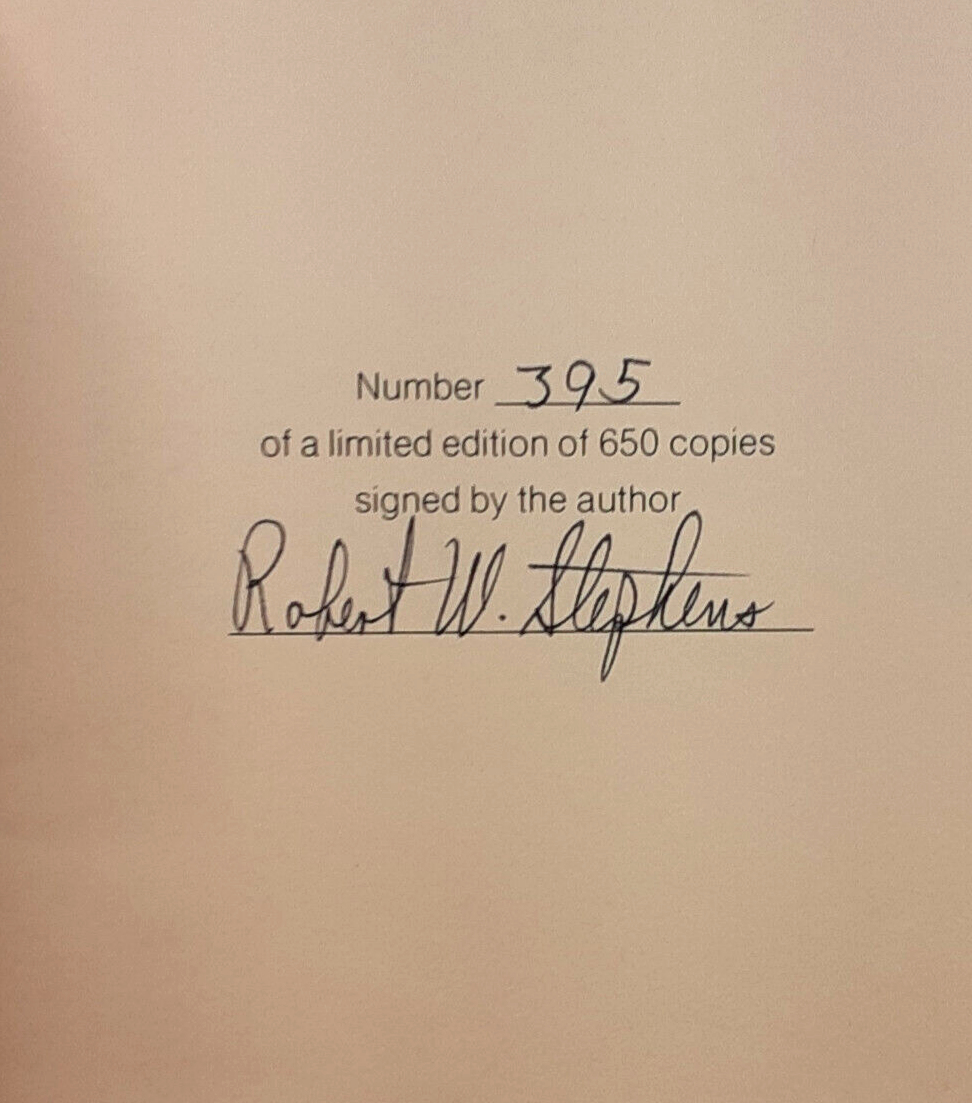 Number 395
of a limited edition of 650 copies
signed by the author
Robert W. Stephens